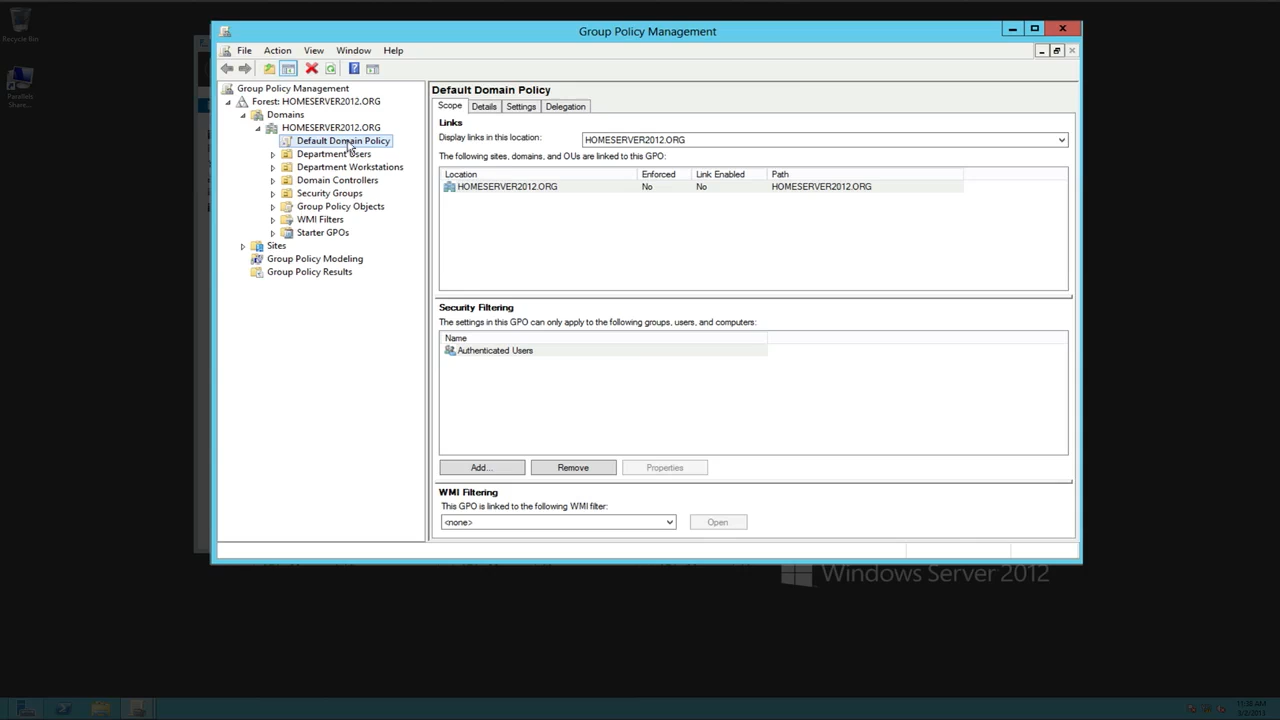 Recycle Bin
Parallels
Share...
Group Policy Management
File Action View Window Help
Group Policy Management
Forest: HOMESERVER2012.ORG
Domains
HOMESERVER2012.ORG
Default Domain Policy
Department Users
Department Workstations
Domain Controllers
Security Groups
Group Policy Objects
WMI Filters
Starter GPOs
Sites
Group Policy Modeling
Group Policy Results
Default Domain Policy
Scope Details Settings Delegation
Links
Display links in this location: HOMESERVER2012.ORG
The following sites, domains, and OUs are linked to this GPO:
Location Enforced Link Enabled Path
HOMESERVER2012.ORG No No HOMESERVER2012.ORG
Security Filtering
The settings in this GPO can only apply to the following groups, users, and computers:
Name
Authenticated Users
Add... Remove Properties
WMI Filtering
This GPO is linked to the following WMI filter:
<none> Open
Windows Server 2012